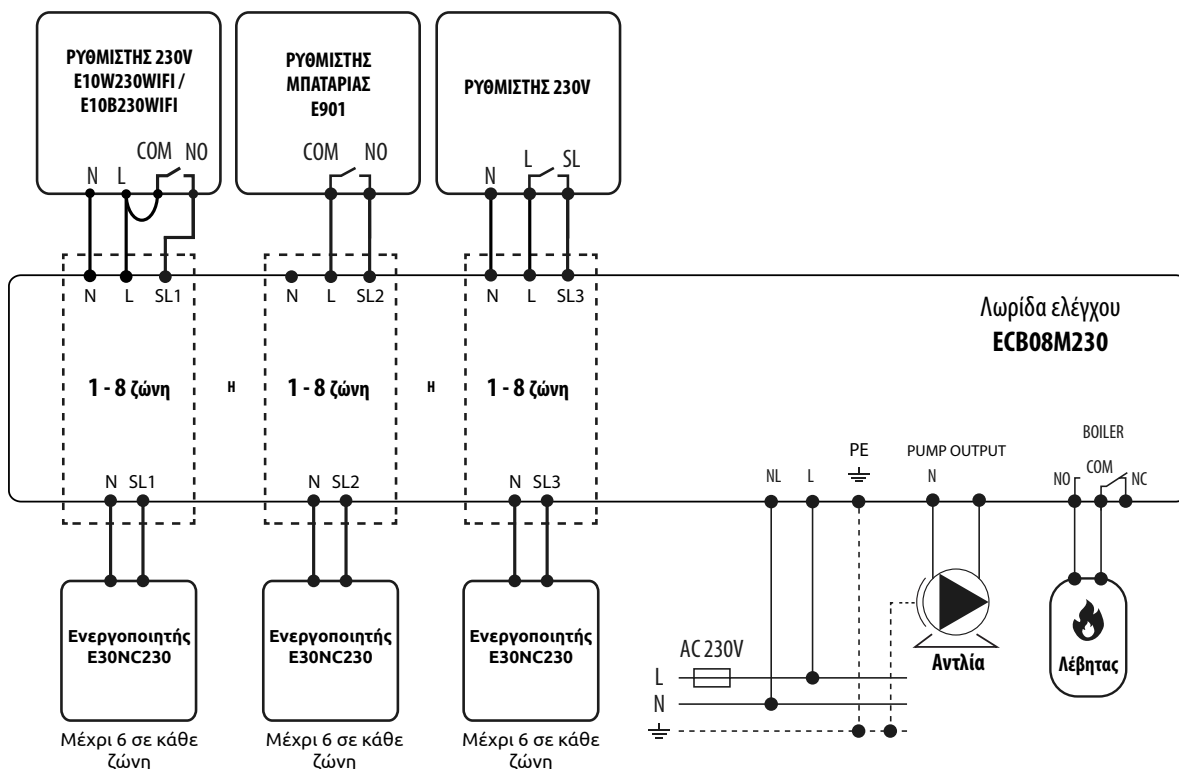 ΡΥΘΜΙΣΤΗΣ 230V
E10W230WIFI /
E10B230WIFI
N L COM NO
ΡΥΘΜΙΣΤΗΣ
ΜΠΑΤΑΡΙΑΣ
E901
COM NO
ΡΥΘΜΙΣΤΗΣ 230V
N L SL
N L SL1
N L SL2
N L SL3
Λωρίδα ελέγχου
ECB08M230
1 - 8 ζώνη
Η
1 - 8 ζώνη
Η
1 - 8 ζώνη
N SL1
N SL2
N SL3
NL L PE
PUMP OUTPUT
N
BOILER
NO COM NC
Ενεργοποιητής
E30NC230
Μέχρι 6 σε κάθε
ζώνη
Ενεργοποιητής
E30NC230
Μέχρι 6 σε κάθε
ζώνη
Ενεργοποιητής
E30NC230
Μέχρι 6 σε κάθε
ζώνη
AC 230V
L
N
Αντλία
Λέβητας